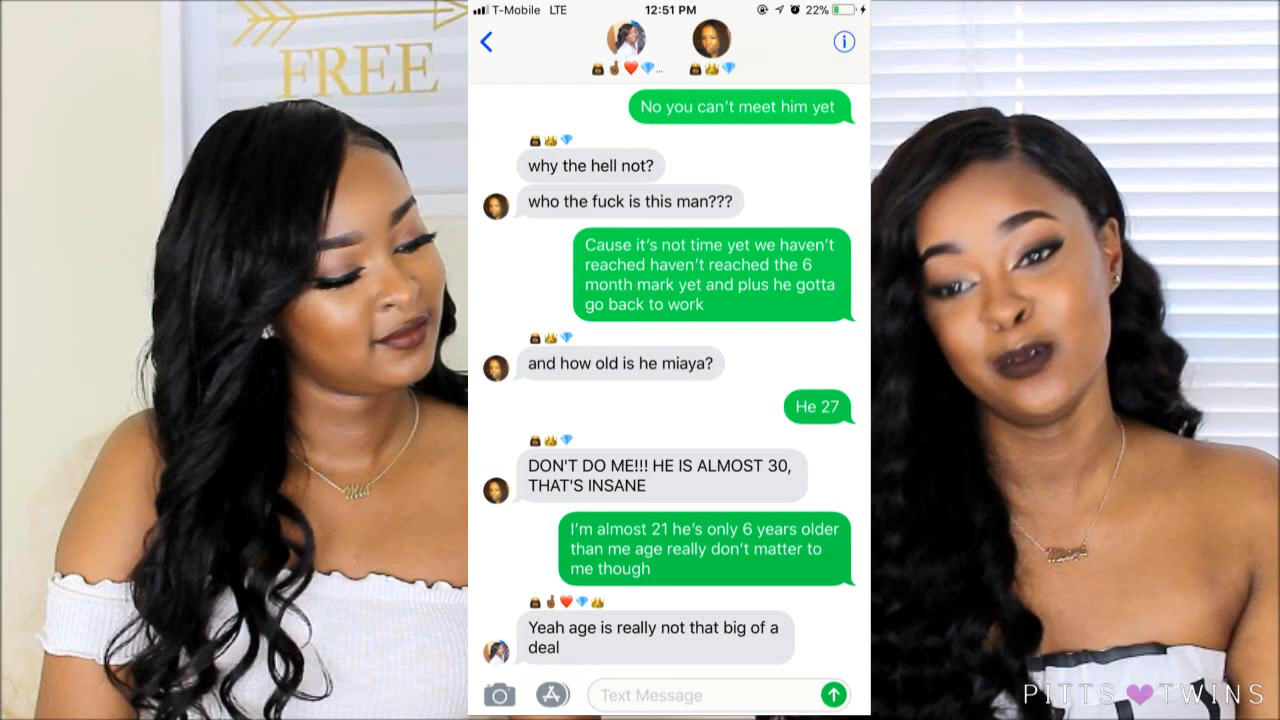 FREE
T-Mobile LTE
12:51 PM
22%
No you can't meet him yet
why the hell not?
who the fuck is this man???
Cause it's not time yet we haven't
reached haven't reached the 6
month mark yet and plus he gotta
go back to work
and how old is he miaya?
He 27
DON'T DO ME!!! HE IS ALMOST 30,
THAT'S INSANE
I'm almost 21 he's only 6 years older
than me age really don't matter to
me though
Yeah age is really not that big of a
deal
Text Message
PITTS💜TWINS